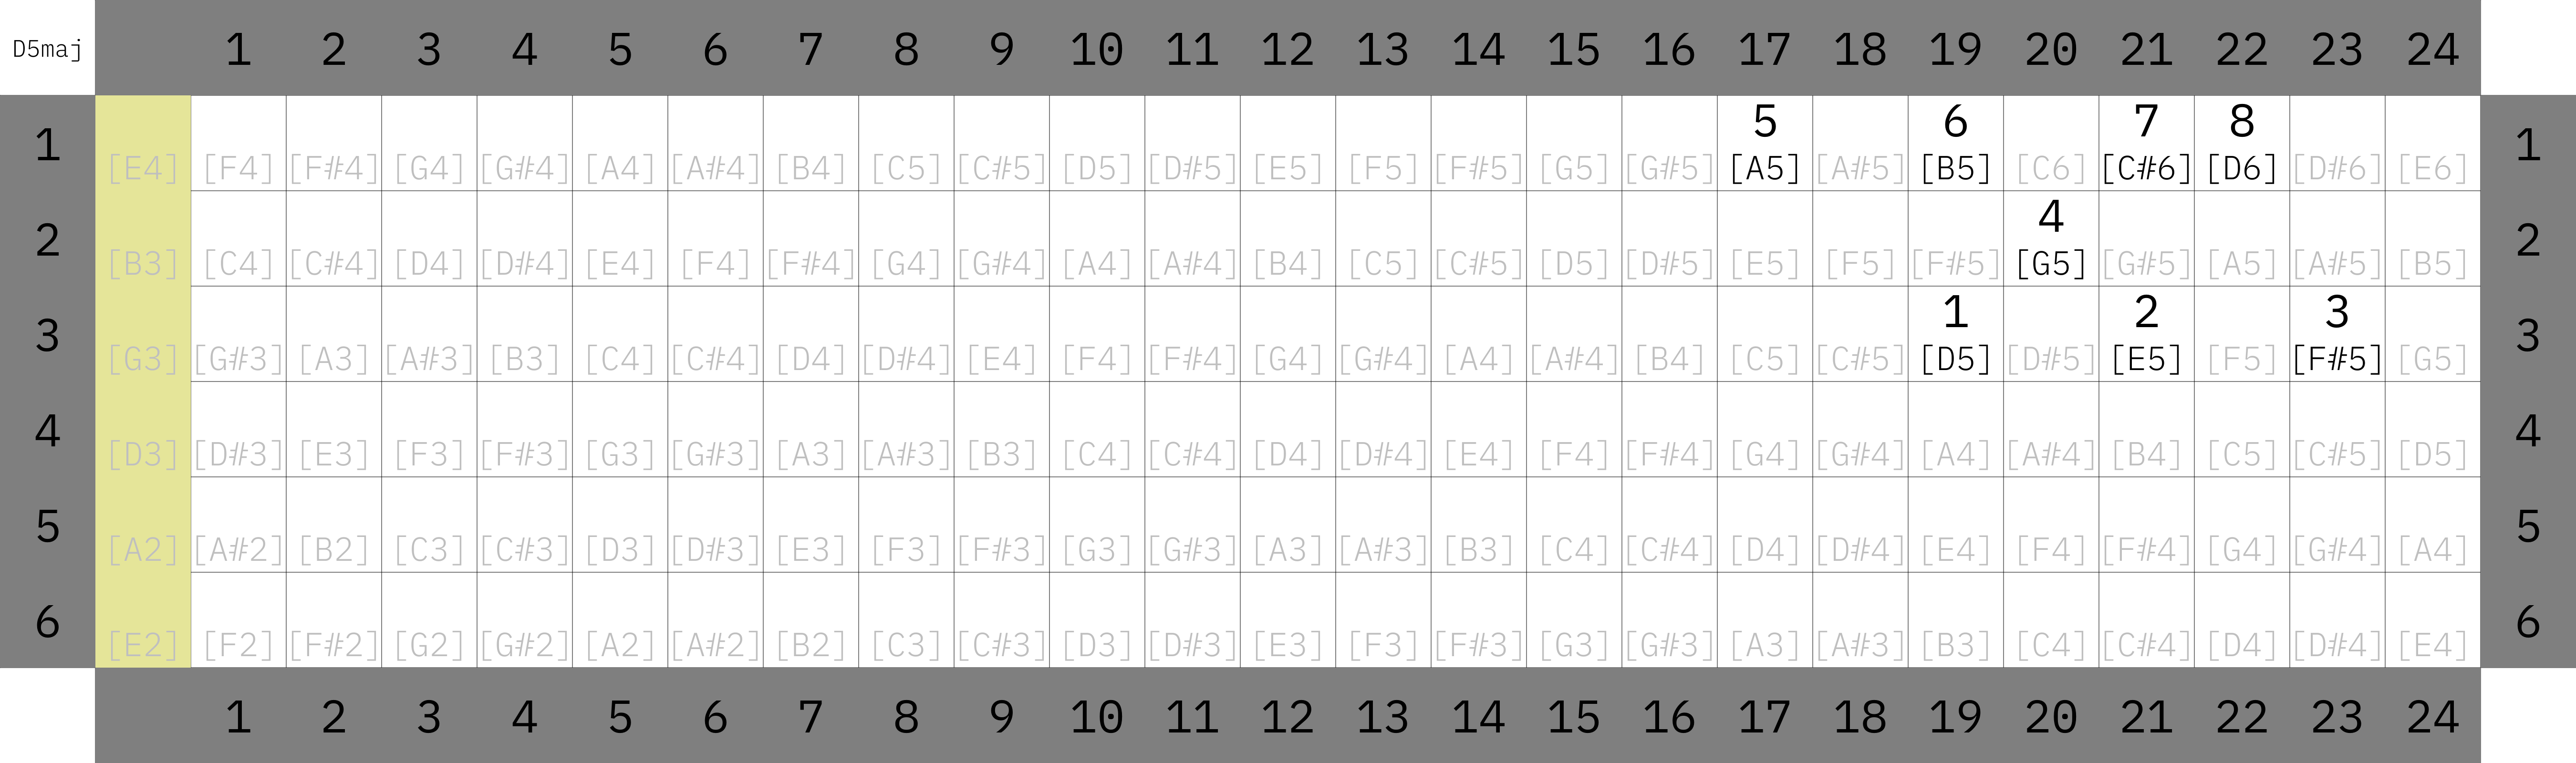 D5maj 1 2 3 4 5 6 7 8 9 10 11 12 13 14 15 16 17 18 19 20 21 22 23 24
5 6 7 8
1 [E4] [F4] [F#4] [G4] [G#4] [A4] [A#4] [B4] [C5] [C#5] [D5] [D#5] [E5] [F5] [F#5] [G5] [G#5] [A5] [A#5] [B5] [C6] [C#6] [D6] [D#6] [E6] 1
4
2 [B3] [C4] [C#4] [D4] [D#4] [E4] [F4] [F#4] [G4] [G#4] [A4] [A#4] [B4] [C5] [C#5] [D5] [D#5] [E5] [F5] [F#5] [G5] [G#5] [A5] [A#5] [B5] 2
1 2 3
3 [G3] [G#3] [A3] [A#3] [B3] [C4] [C#4] [D4] [D#4] [E4] [F4] [F#4] [G4] [G#4] [A4] [A#4] [B4] [C5] [C#5] [D5] [D#5] [E5] [F5] [F#5] [G5] 3
4 [D3] [D#3] [E3] [F3] [F#3] [G3] [G#3] [A3] [A#3] [B3] [C4] [C#4] [D4] [D#4] [E4] [F4] [F#4] [G4] [G#4] [A4] [A#4] [B4] [C5] [C#5] [D5] 4
5 [A2] [A#2] [B2] [C3] [C#3] [D3] [D#3] [E3] [F3] [F#3] [G3] [G#3] [A3] [A#3] [B3] [C4] [C#4] [D4] [D#4] [E4] [F4] [F#4] [G4] [G#4] [A4] 5
6 [E2] [F2] [F#2] [G2] [G#2] [A2] [A#2] [B2] [C3] [C#3] [D3] [D#3] [E3] [F3] [F#3] [G3] [G#3] [A3] [A#3] [B3] [C4] [C#4] [D4] [D#4] [E4] 6
1 2 3 4 5 6 7 8 9 10 11 12 13 14 15 16 17 18 19 20 21 22 23 24